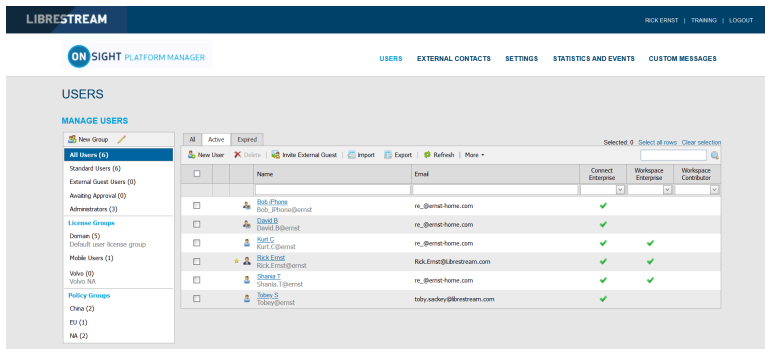 LIBRESTREAM
RICK ERNST | TRAINING | LOGOUT
ON SIGHT PLATFORM MANAGER
USERS EXTERNAL CONTACTS SETTINGS STATISTICS AND EVENTS CUSTOM MESSAGES
USERS
MANAGE USERS
New Group
All Users (6)
Standard Users (6)
External Guest Users (0)
Awaiting Approval (0)
Administrators (3)
License Groups
Domain (5)
Default user license group
Mobile Users (1)
Volvo (0)
Volvo NA
Policy Groups
China (2)
EU (1)
NA (2)
All Active Expired
Selected: 0 Select all rows Clear selection
New User Delete | Invite External Guest | Import Export | Refresh | More
Name Email Connect Enterprise Workspace Enterprise Workspace Contributor
Bob iPhone
Bob_iPhone@ernst re_@ernst-home.com
David B
David.B@ernst re_@ernst-home.com
Kurt C
Kurt.C@ernst re_@ernst-home.com
Rick Ernst
Rick.Ernst@ernst Rick.Ernst@Librestream.com
Shania T
Shania.T@ernst re_@ernst-home.com
Tobey S
Tobey@ernst toby.sackey@librestream.com